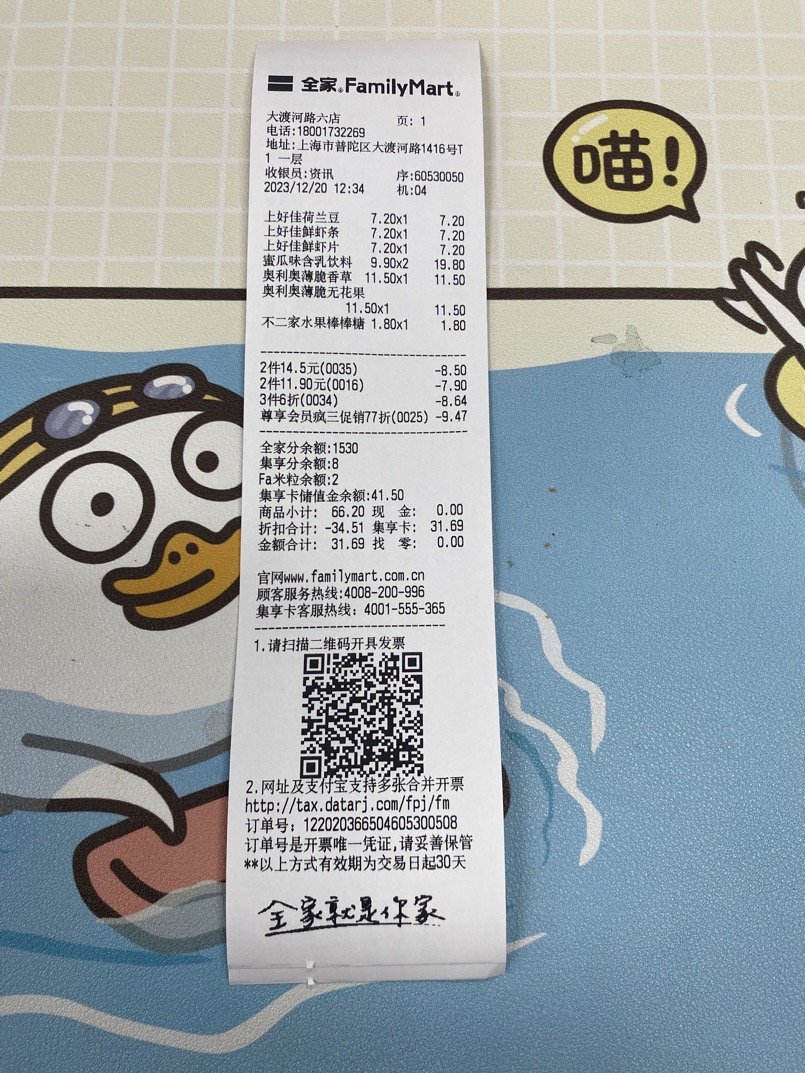 全家 FamilyMart
大渡河路六店 页: 1
电话:18001732269
地址:上海市普陀区大渡河路1416号T
1 一层
收银员:资讯 序:60530050
2023/12/20 12:34 机:04
上好佳荷兰豆 7.20x1 7.20
上好佳鲜虾条 7.20x1 7.20
上好佳鲜虾片 7.20x1 7.20
蜜瓜味含乳饮料 9.90x2 19.80
奥利奥薄脆香草 11.50x1 11.50
奥利奥薄脆无花果
11.50x1 11.50
不二家水果棒棒糖 1.80x1 1.80
2件14.5元(0035) -8.50
2件11.90元(0016) -7.90
3件6折(0034) -8.64
尊享会员疯三促销77折(0025) -9.47
全家分余额:1530
集享分余额:8
Fa米粒余额:2
集享卡储值金余额:41.50
商品小计: 66.20 现 金: 0.00
折扣合计: -34.51 集享卡: 31.69
金额合计: 31.69 找 零: 0.00
官网www.familymart.com.cn
顾客服务热线:4008-200-996
集享卡客服热线: 4001-555-365
1.请扫描二维码开具发票
2.网址及支付宝支持多张合并开票
http://tax.datarj.com/fpj/fm
订单号: 122020366504605300508
订单号是开票唯一凭证,请妥善保管
**以上方式有效期为交易日起30天
全家就是你家
喵!